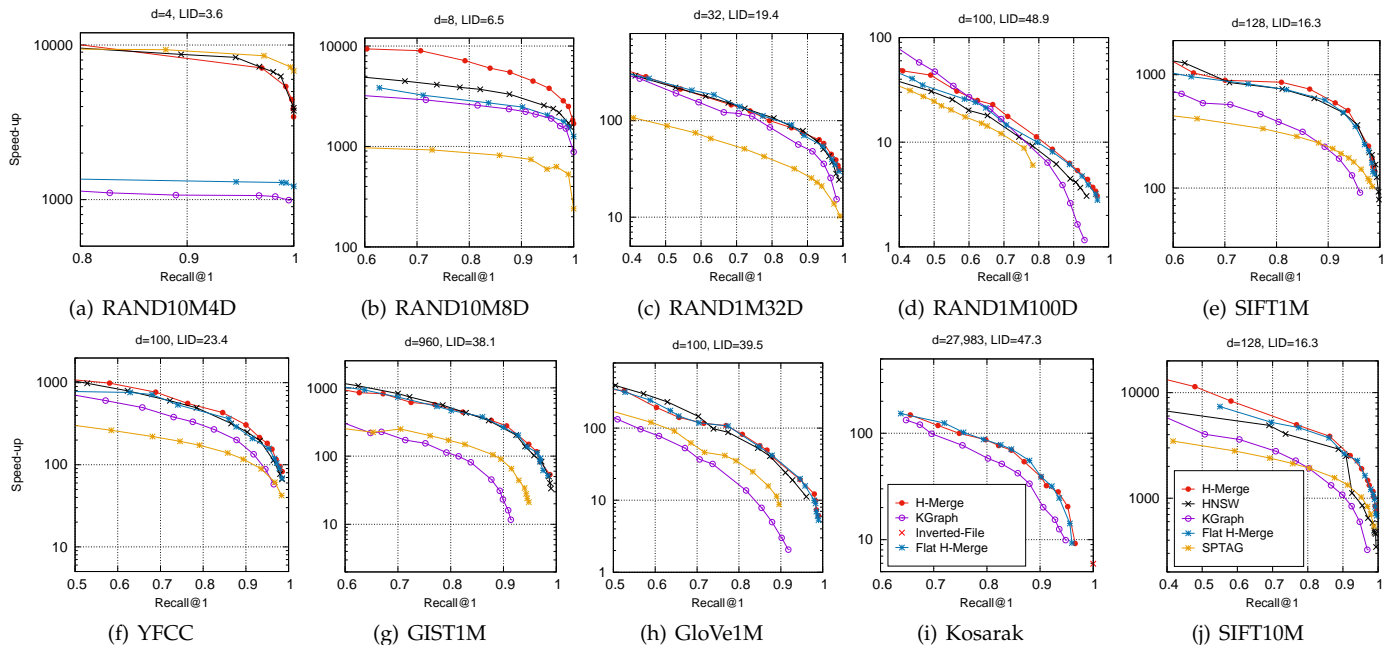 d=4, LID=3.6
Speed-up
10000
1000
0.8
0.9
1
Recall@1
(a) RAND10M4D
d=8, LID=6.5
10000
1000
100
0.6
0.7
0.8
0.9
1
Recall@1
(b) RAND10M8D
d=32, LID=19.4
100
10
0.4
0.5
0.6
0.7
0.8
0.9
1
Recall@1
(c) RAND1M32D
d=100, LID=48.9
100
10
1
0.4
0.5
0.6
0.7
0.8
0.9
1
Recall@1
(d) RAND1M100D
d=128, LID=16.3
1000
100
0.6
0.7
0.8
0.9
1
Recall@1
(e) SIFT1M
d=100, LID=23.4
Speed-up
1000
100
10
0.5
0.6
0.7
0.8
0.9
1
Recall@1
(f) YFCC
d=960, LID=38.1
1000
100
10
0.6
0.7
0.8
0.9
1
Recall@1
(g) GIST1M
d=100, LID=39.5
100
10
1
0.5
0.6
0.7
0.8
0.9
1
Recall@1
(h) GloVe1M
d=27,983, LID=47.3
100
10
H-Merge
KGraph
Inverted-File
Flat H-Merge
0.6
0.7
0.8
0.9
1
Recall@1
(i) Kosarak
d=128, LID=16.3
10000
1000
H-Merge
HNSW
KGraph
Flat H-Merge
SPTAG
0.4
0.5
0.6
0.7
0.8
0.9
1
Recall@1
(j) SIFT10M